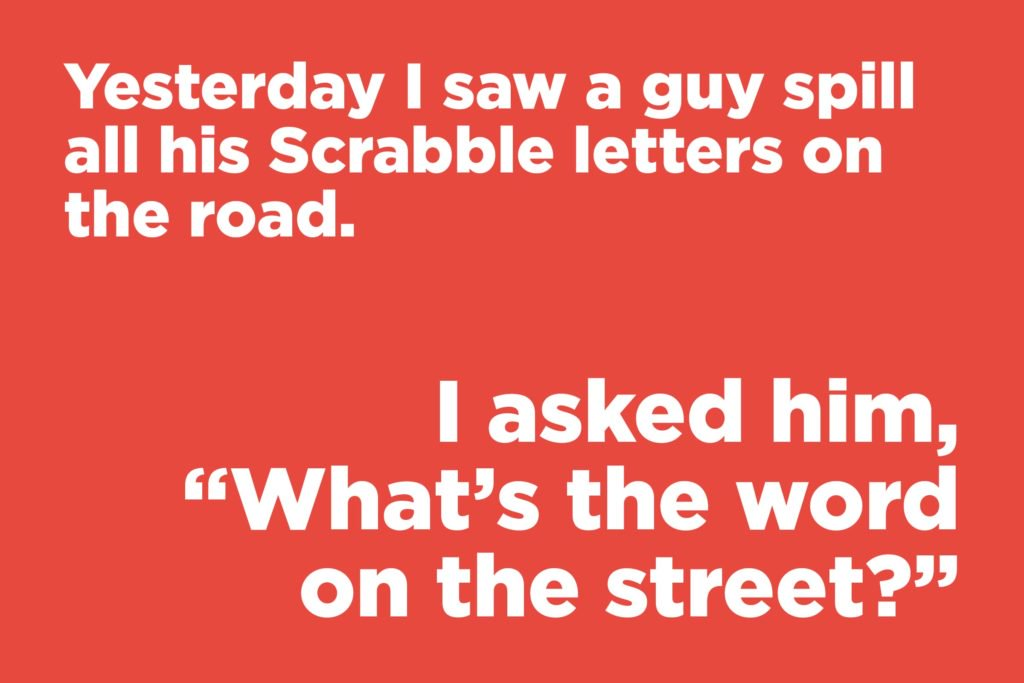 Yesterday I saw a guy spill
all his Scrabble letters on
the road.
I asked him,
“What’s the word
on the street?”